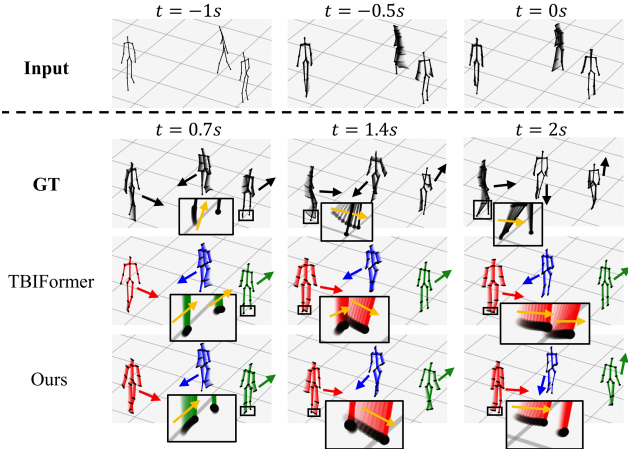 t = −1s t = −0.5s t = 0s
Input
t = 0.7s t = 1.4s t = 2s
GT
TBIFormer
Ours